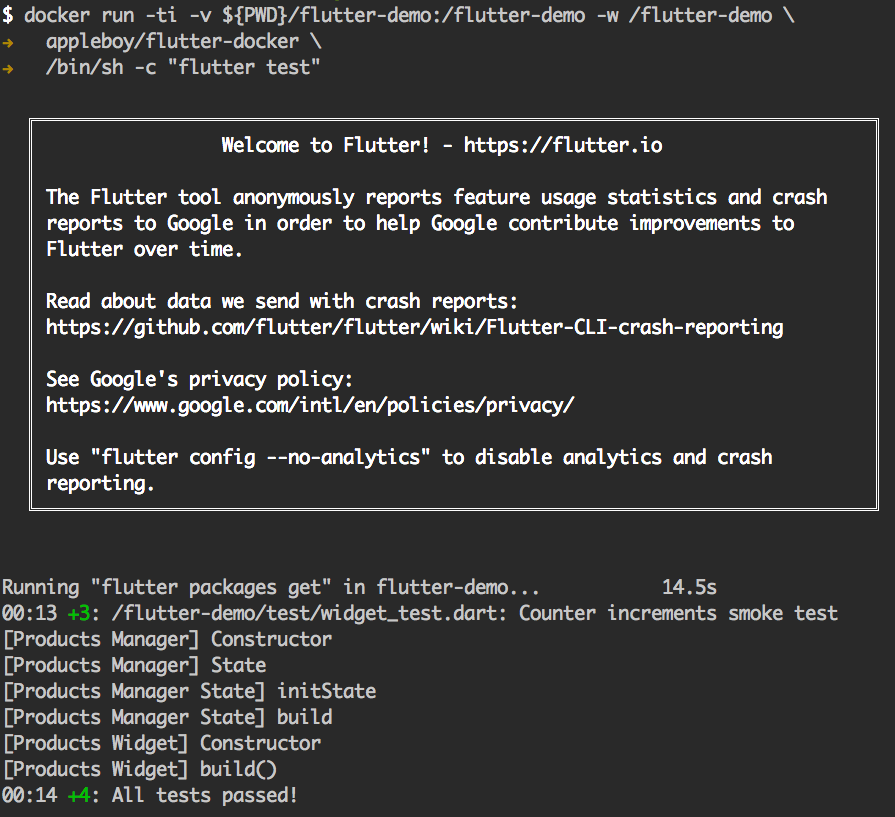 $ docker run -ti -v ${PWD}/flutter-demo:/flutter-demo -w /flutter-demo \
→ appleboy/flutter-docker \
→ /bin/sh -c "flutter test"
Welcome to Flutter! - https://flutter.io
The Flutter tool anonymously reports feature usage statistics and crash
reports to Google in order to help Google contribute improvements to
Flutter over time.
Read about data we send with crash reports:
https://github.com/flutter/flutter/wiki/Flutter-CLI-crash-reporting
See Google's privacy policy:
https://www.google.com/intl/en/policies/privacy/
Use "flutter config --no-analytics" to disable analytics and crash
reporting.
Running "flutter packages get" in flutter-demo... 14.5s
00:13 +3: /flutter-demo/test/widget_test.dart: Counter increments smoke test
[Products Manager] Constructor
[Products Manager] State
[Products Manager State] initState
[Products Manager State] build
[Products Widget] Constructor
[Products Widget] build()
00:14 +4: All tests passed!